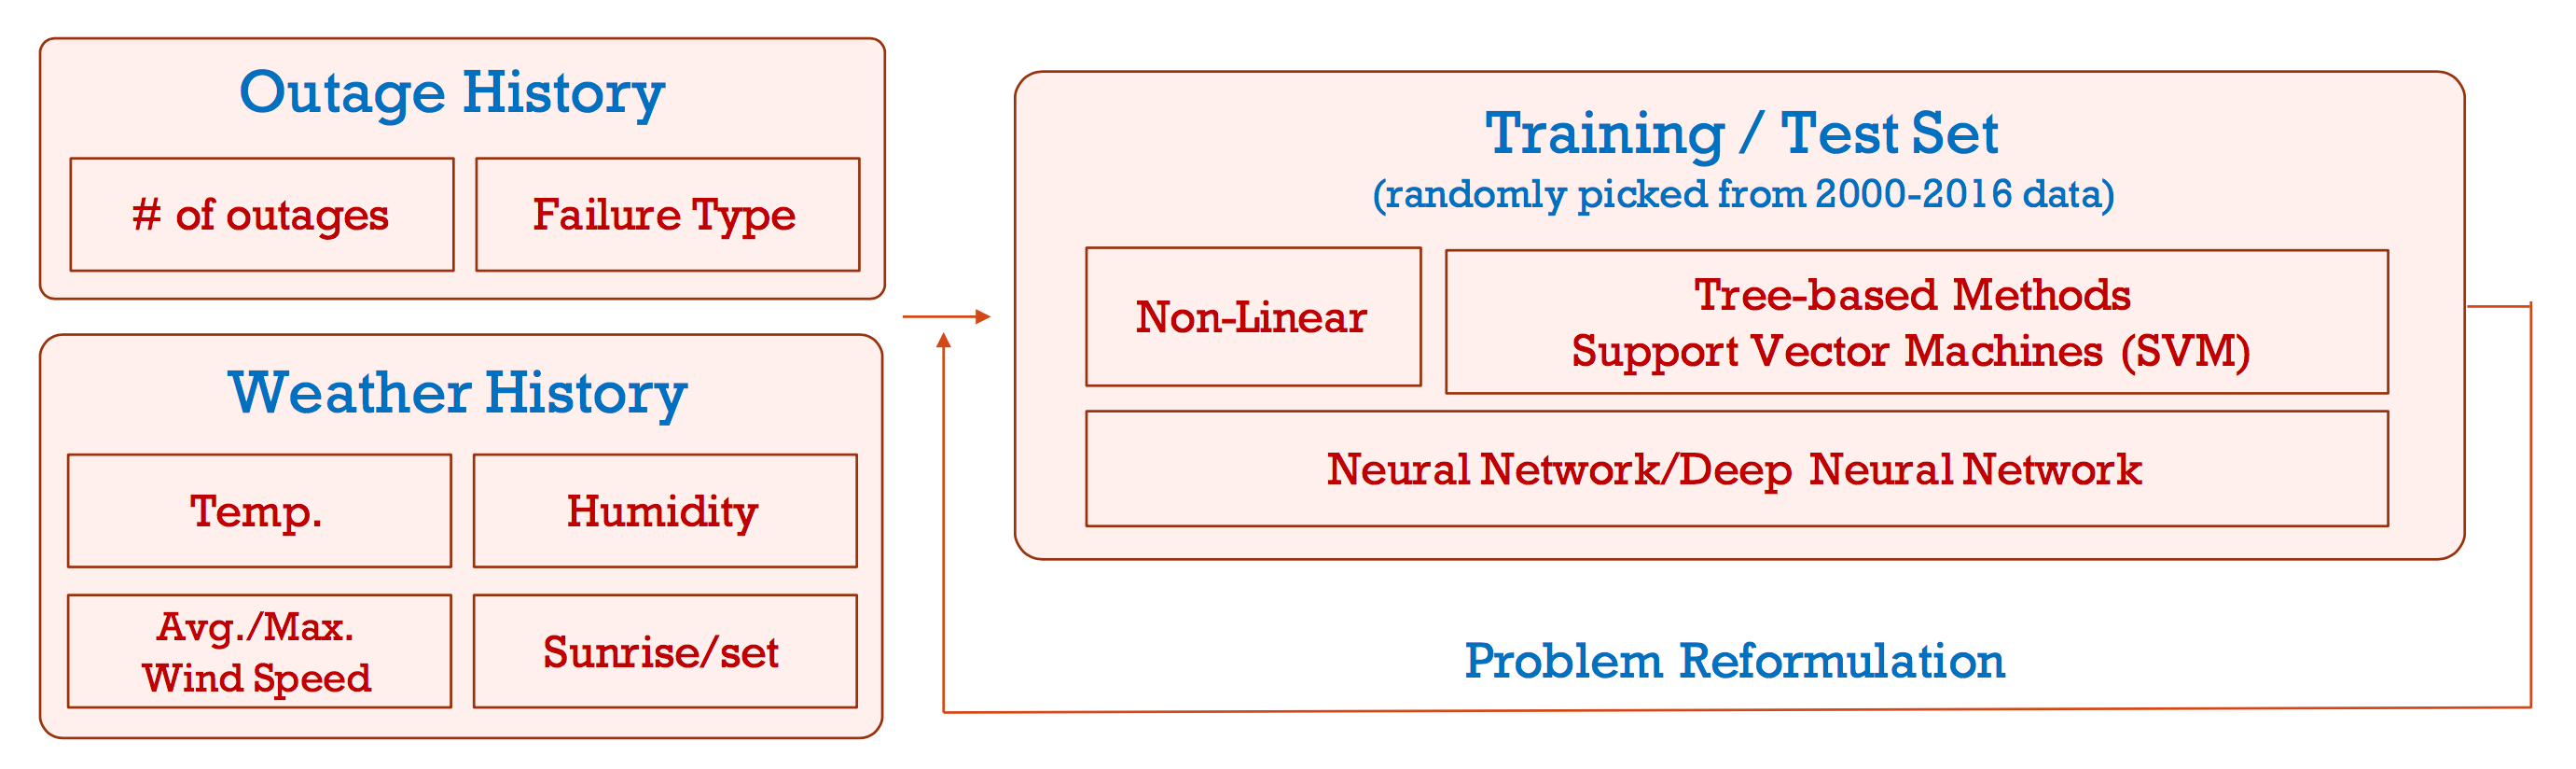 Outage History
# of outages
Failure Type
Weather History
Temp.
Humidity
Avg./Max.
Wind Speed
Sunrise/set
Training / Test Set
(randomly picked from 2000-2016 data)
Non-Linear
Tree-based Methods
Support Vector Machines (SVM)
Neural Network/Deep Neural Network
Problem Reformulation